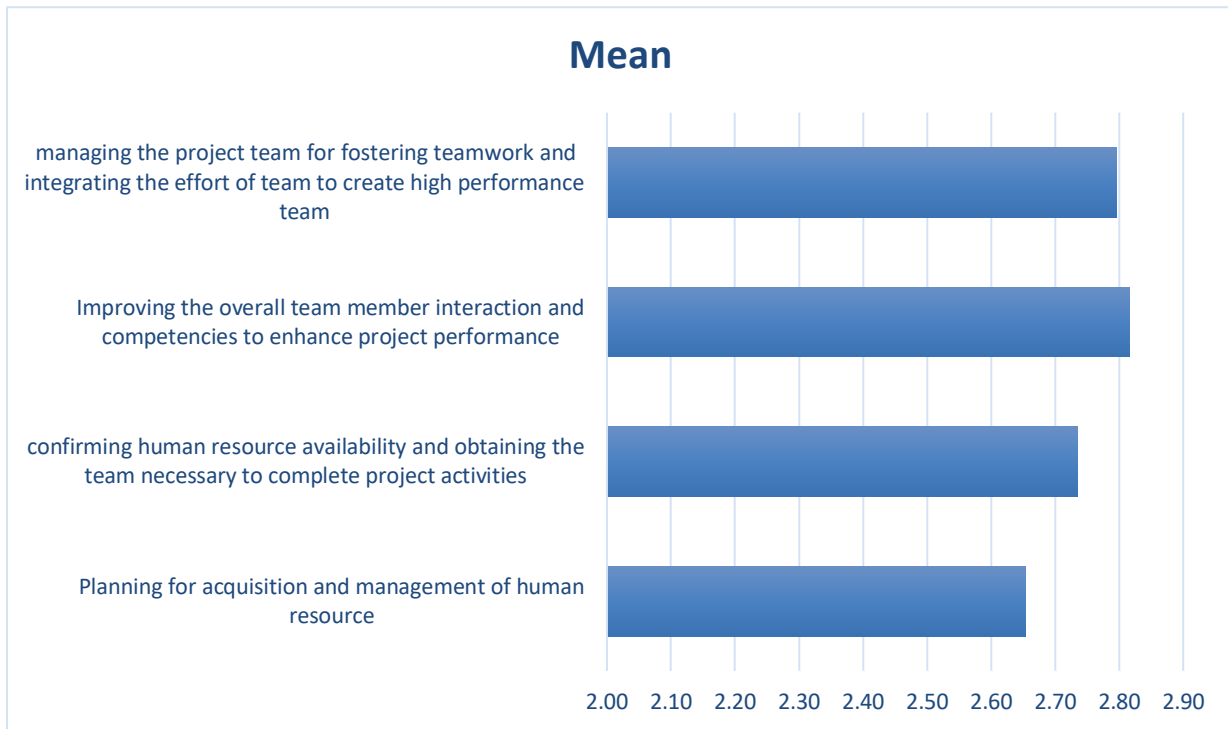 Mean
managing the project team for fostering teamwork and
integrating the effort of team to create high performance
team
Improving the overall team member interaction and
competencies to enhance project performance
confirming human resource availability and obtaining the
team necessary to complete project activities
Planning for acquisition and management of human
resource
2.00 2.10 2.20 2.30 2.40 2.50 2.60 2.70 2.80 2.90